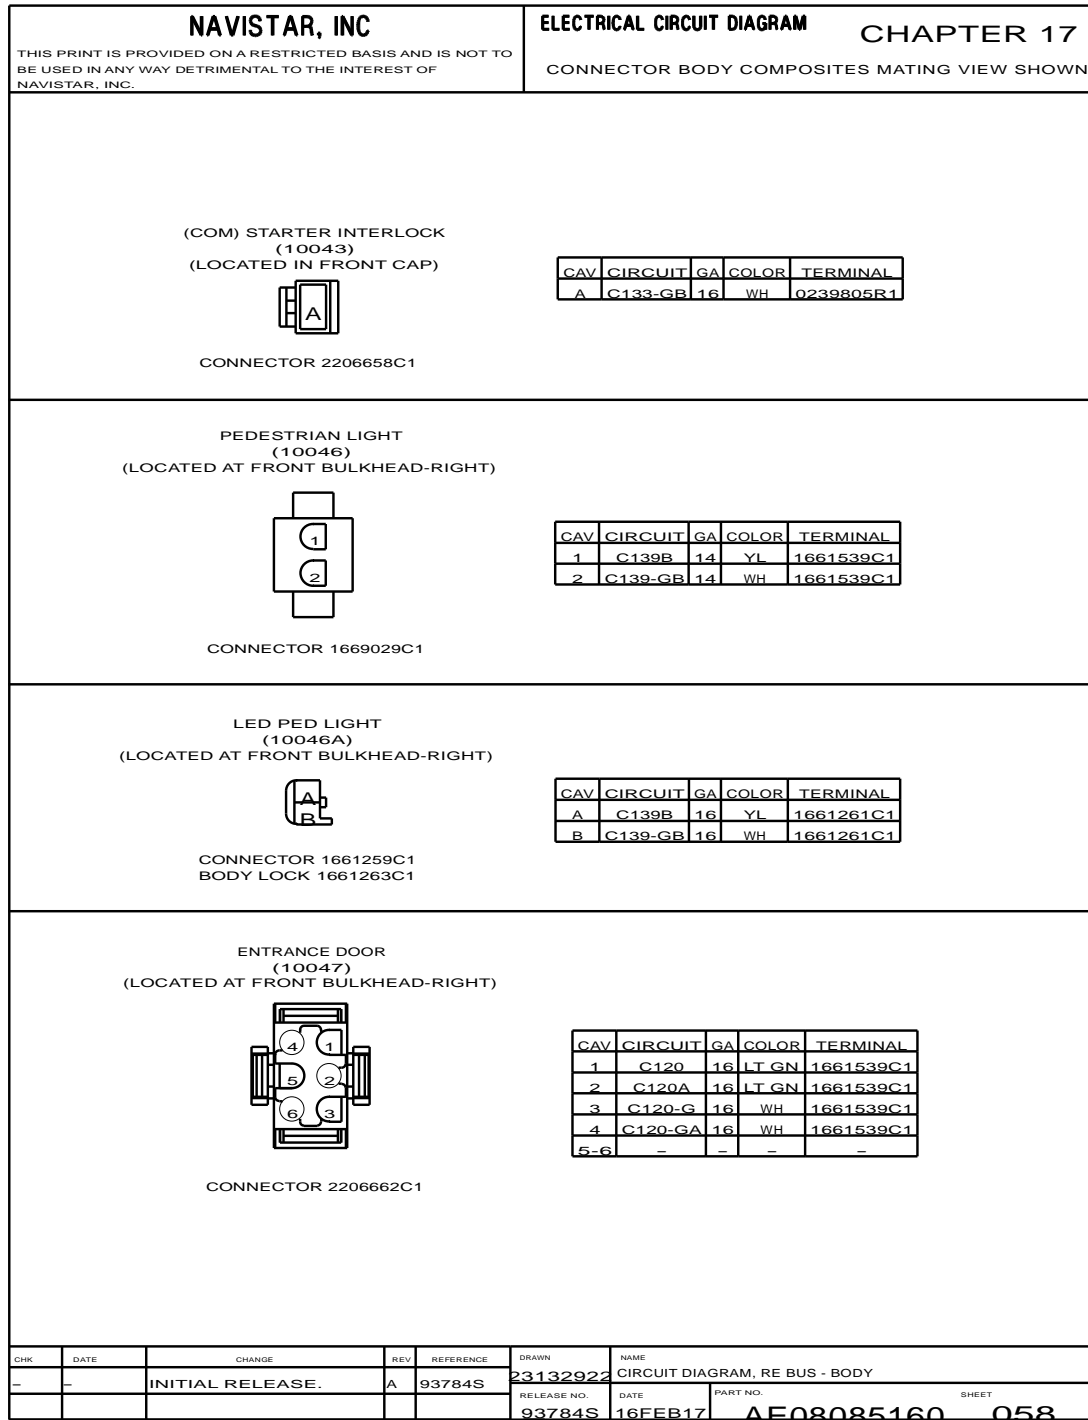 NAVISTAR, INC
THIS PRINT IS PROVIDED ON A RESTRICTED BASIS AND IS NOT TO
BE USED IN ANY WAY DETRIMENTAL TO THE INTEREST OF
NAVISTAR, INC.
ELECTRICAL CIRCUIT DIAGRAM
CHAPTER 17
CONNECTOR BODY COMPOSITES MATING VIEW SHOWN
(COM) STARTER INTERLOCK
(10043)
(LOCATED IN FRONT CAP)
A
CONNECTOR 2206658C1
CAV CIRCUIT GA COLOR TERMINAL
A C133-GB 16 WH 0239805R1
PEDESTRIAN LIGHT
(10046)
(LOCATED AT FRONT BULKHEAD-RIGHT)
1
2
CONNECTOR 1669029C1
CAV CIRCUIT GA COLOR TERMINAL
1 C139B 14 YL 1661539C1
2 C139-GB 14 WH 1661539C1
LED PED LIGHT
(10046A)
(LOCATED AT FRONT BULKHEAD-RIGHT)
A
B
CONNECTOR 1661259C1
BODY LOCK 1661263C1
CAV CIRCUIT GA COLOR TERMINAL
A C139B 16 YL 1661261C1
B C139-GB 16 WH 1661261C1
ENTRANCE DOOR
(10047)
(LOCATED AT FRONT BULKHEAD-RIGHT)
4 1
5 2
6 3
CONNECTOR 2206662C1
CAV CIRCUIT GA COLOR TERMINAL
1 C120 16 LT GN 1661539C1
2 C120A 16 LT GN 1661539C1
3 C120-G 16 WH 1661539C1
4 C120-GA 16 WH 1661539C1
5-6 – – – –
CHK DATE CHANGE REV REFERENCE
– – INITIAL RELEASE. A 93784S
DRAWN
23132922
NAME
CIRCUIT DIAGRAM, RE BUS - BODY
RELEASE NO.
93784S
DATE
16FEB17
PART NO.
AE08085160
SHEET
058